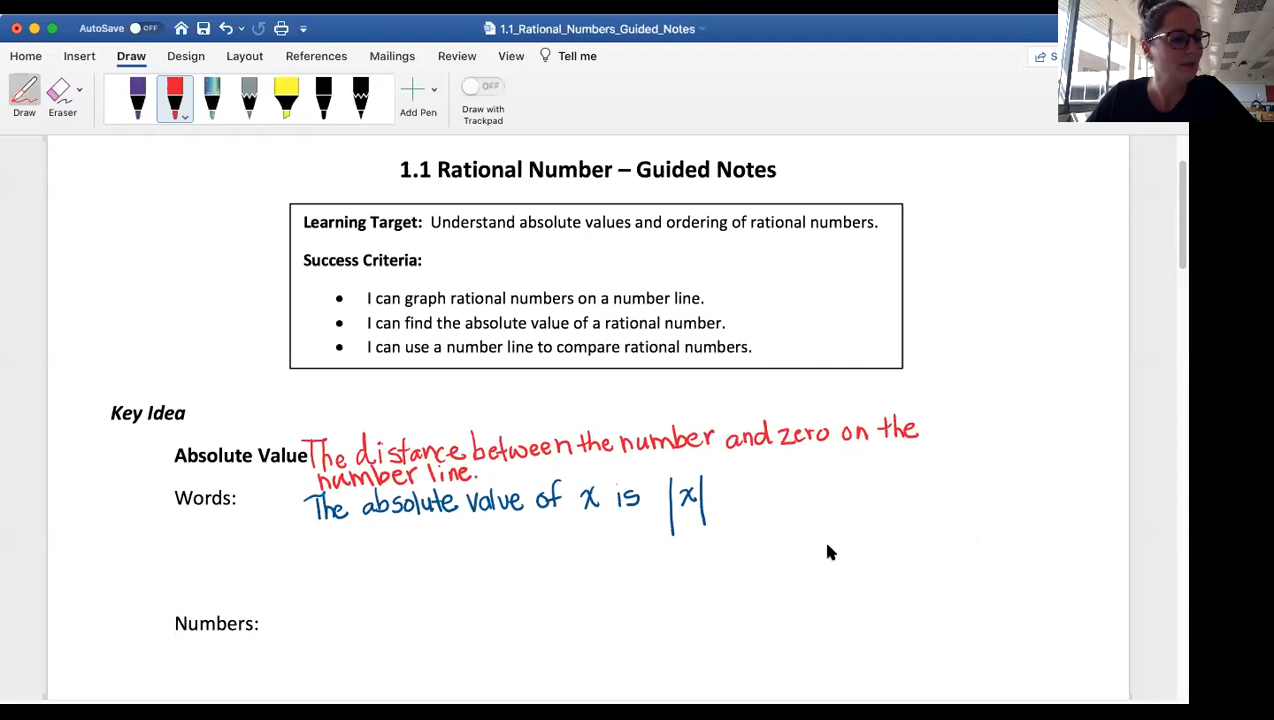 AutoSave OFF
1.1_Rational_Numbers_Guided_Notes
Home Insert Draw Design Layout References Mailings Review View Tell me
S
Draw Eraser Add Pen OFF Draw with
Trackpad
1.1 Rational Number – Guided Notes
Learning Target: Understand absolute values and ordering of rational numbers.
Success Criteria:
• I can graph rational numbers on a number line.
• I can find the absolute value of a rational number.
• I can use a number line to compare rational numbers.
Key Idea
Absolute Value The distance between the number and zero on the
number line.
Words: The absolute value of x is |x|
Numbers: